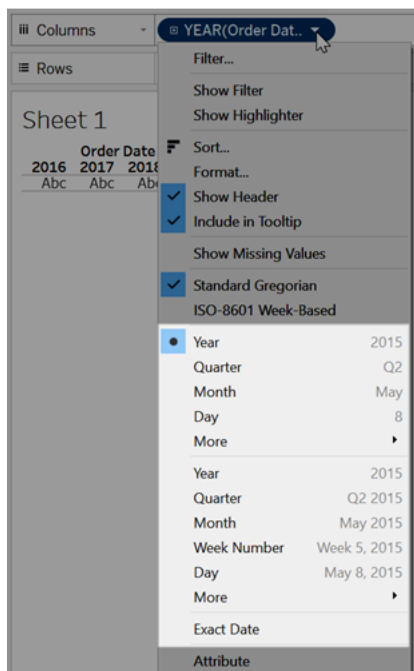 Columns
YEAR(Order Dat..
Rows
Filter...
Show Filter
Show Highlighter
Sheet 1
Sort...
Order Date
Format...
2016 2017 2018
Show Header
Abc Abc Abc
Include in Tooltip
Show Missing Values
Standard Gregorian
ISO-8601 Week-Based
Year 2015
Quarter Q2
Month May
Day 8
More
Year 2015
Quarter Q2 2015
Month May 2015
Week Number Week 5, 2015
Day May 8, 2015
More
Exact Date
Attribute